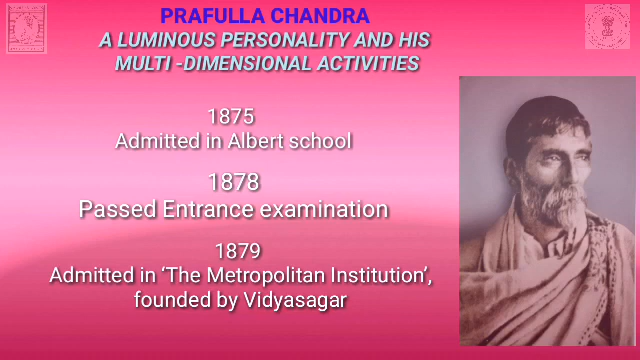 PRAFULLA CHANDRA
A LUMINOUS PERSONALITY AND HIS
MULTI -DIMENSIONAL ACTIVITIES
1875
Admitted in Albert school
1878
Passed Entrance examination
1879
Admitted in ‘The Metropolitan Institution’,
founded by Vidyasagar